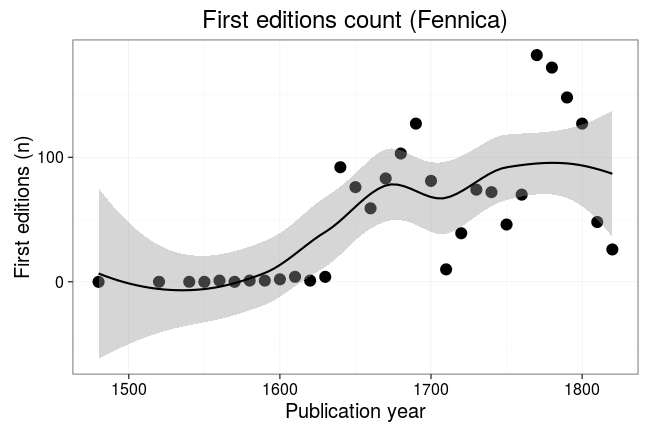 First editions count (Fennica)
First editions (n)
100
0
1500 1600 1700 1800
Publication year